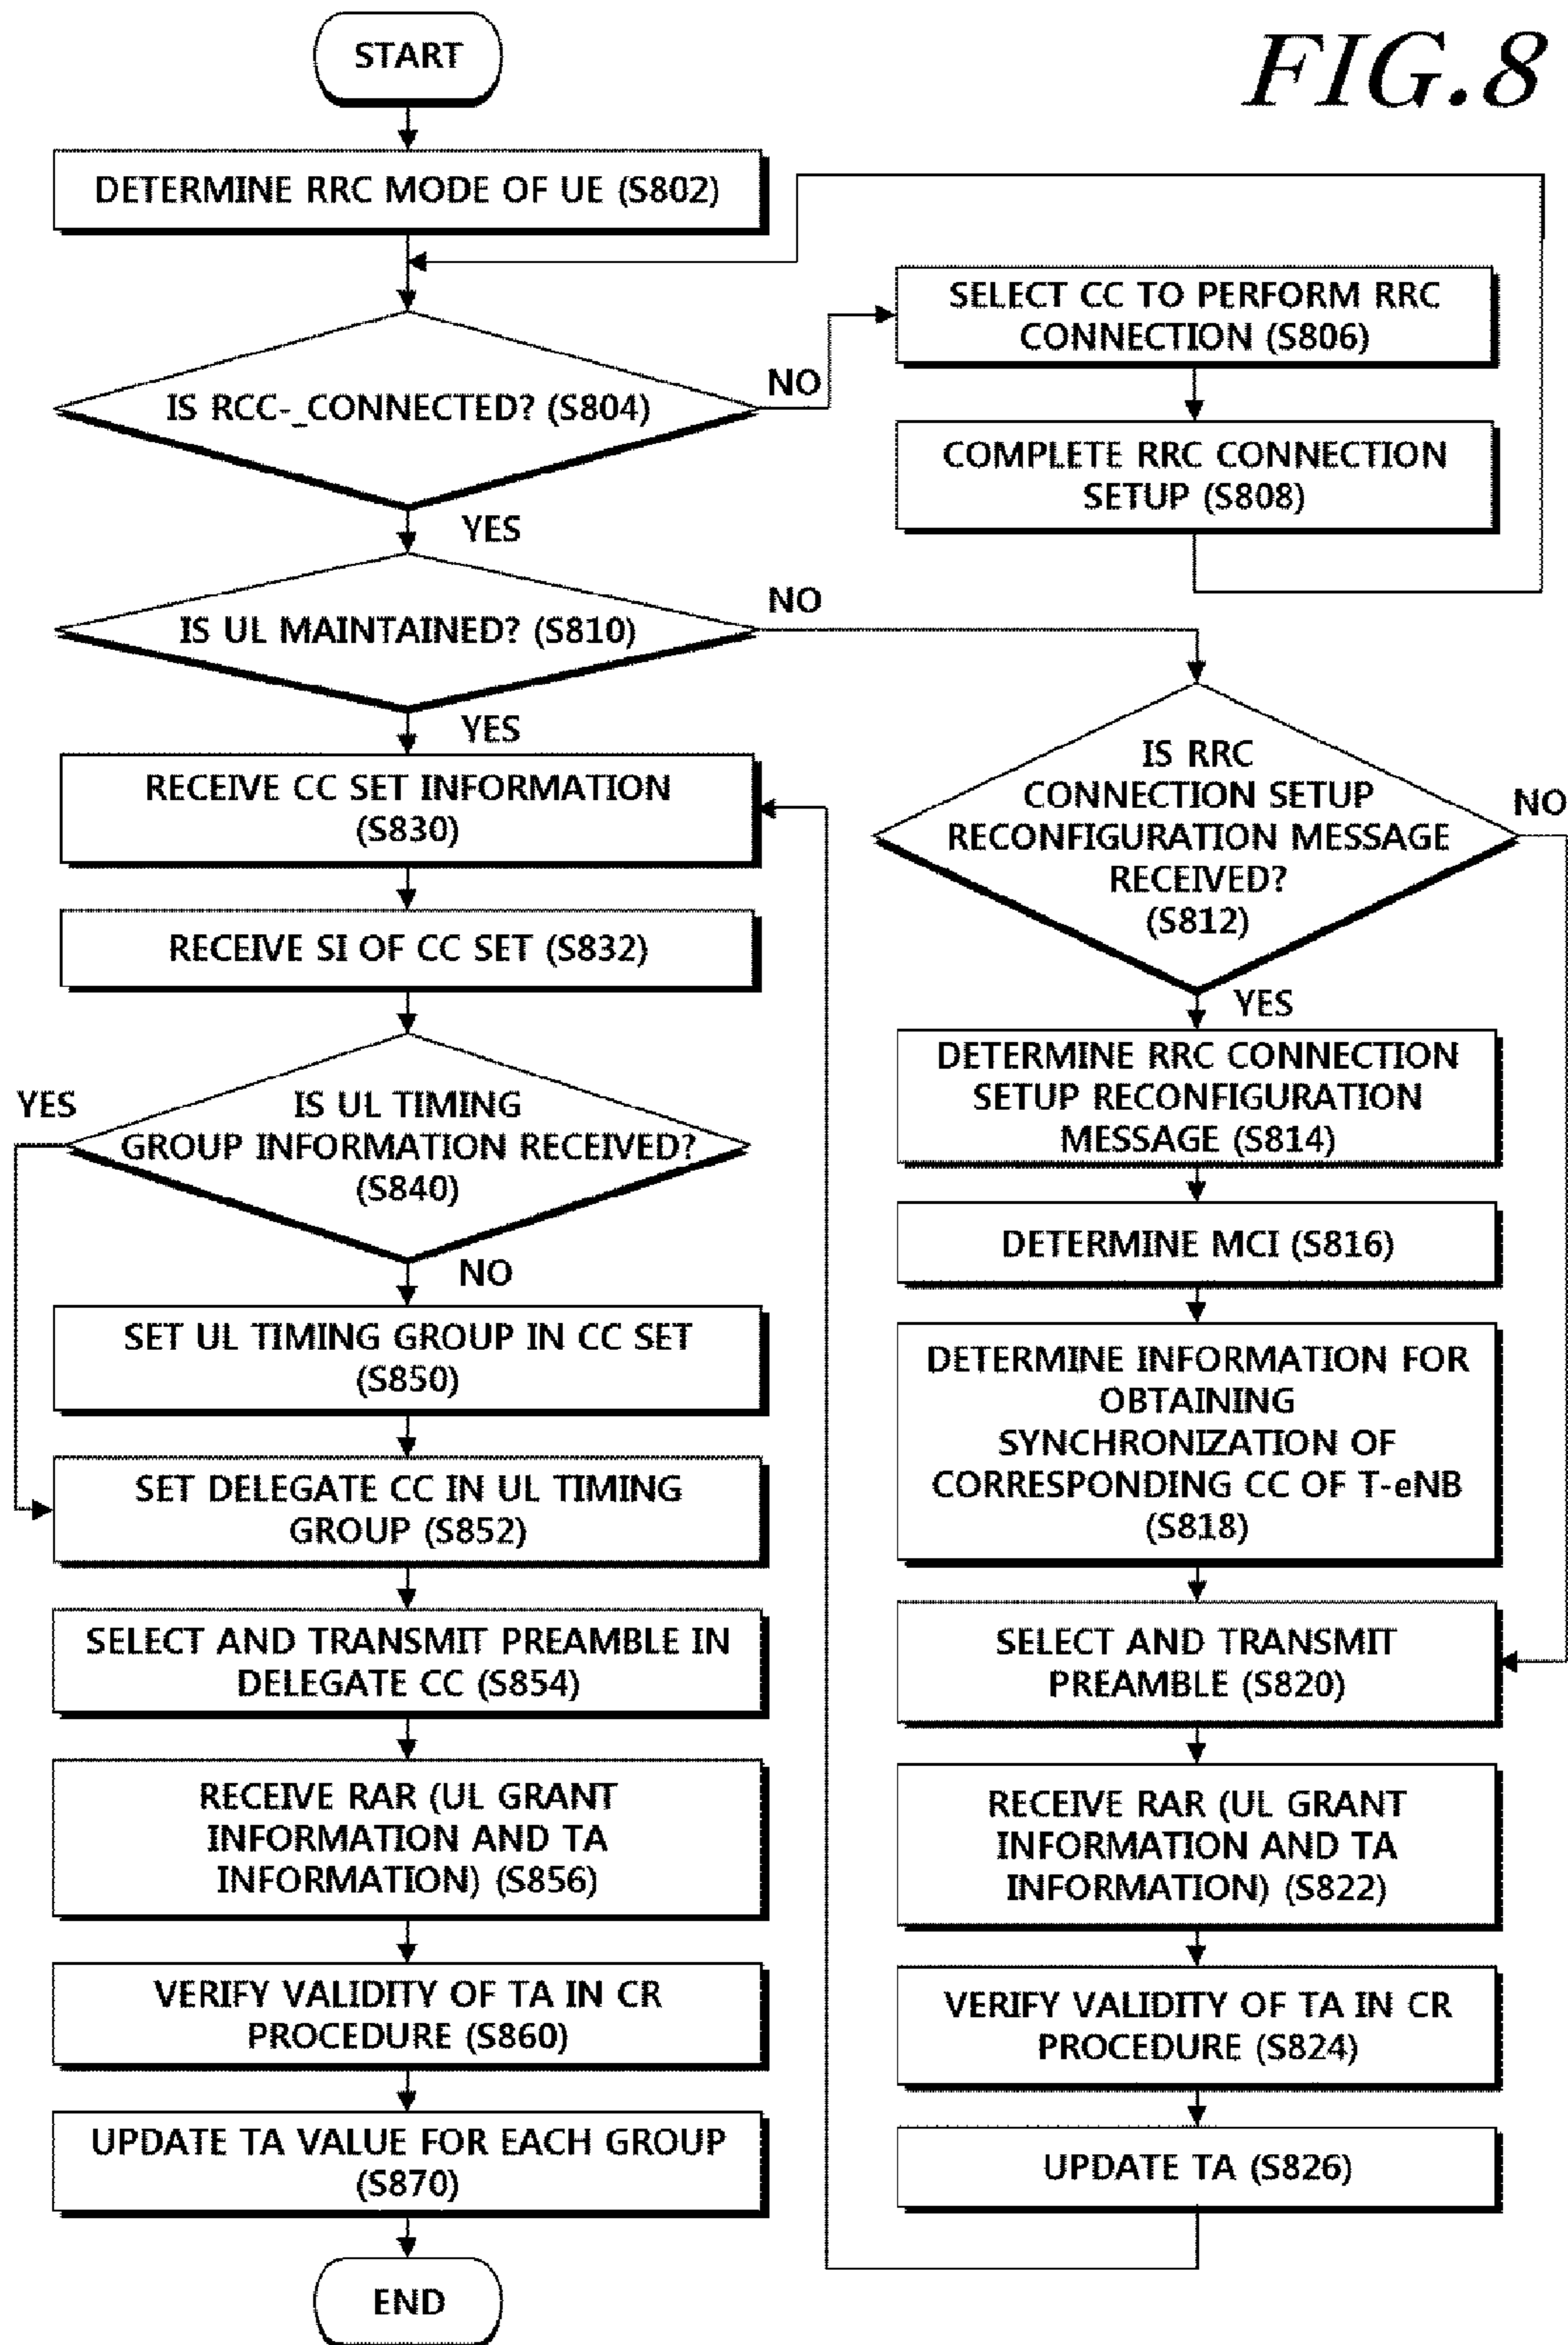 FIG.8
START
DETERMINE RRC MODE OF UE (S802)
IS RCC-_CONNECTED? (S804)
NO
SELECT CC TO PERFORM RRC
CONNECTION (S806)
COMPLETE RRC CONNECTION
SETUP (S808)
YES
IS UL MAINTAINED? (S810)
NO
YES
RECEIVE CC SET INFORMATION
(S830)
RECEIVE SI OF CC SET (S832)
YES
IS UL TIMING
GROUP INFORMATION RECEIVED?
(S840)
NO
SET UL TIMING GROUP IN CC SET
(S850)
SET DELEGATE CC IN UL TIMING
GROUP (S852)
SELECT AND TRANSMIT PREAMBLE IN
DELEGATE CC (S854)
RECEIVE RAR (UL GRANT
INFORMATION AND TA
INFORMATION) (S856)
VERIFY VALIDITY OF TA IN CR
PROCEDURE (S860)
UPDATE TA VALUE FOR EACH GROUP
(S870)
END
IS RRC
CONNECTION SETUP
RECONFIGURATION MESSAGE
RECEIVED?
(S812)
NO
YES
DETERMINE RRC CONNECTION
SETUP RECONFIGURATION
MESSAGE (S814)
DETERMINE MCI (S816)
DETERMINE INFORMATION FOR
OBTAINING
SYNCHRONIZATION OF
CORRESPONDING CC OF T-eNB
(S818)
SELECT AND TRANSMIT
PREAMBLE (S820)
RECEIVE RAR (UL GRANT
INFORMATION AND TA
INFORMATION) (S822)
VERIFY VALIDITY OF TA IN CR
PROCEDURE (S824)
UPDATE TA (S826)